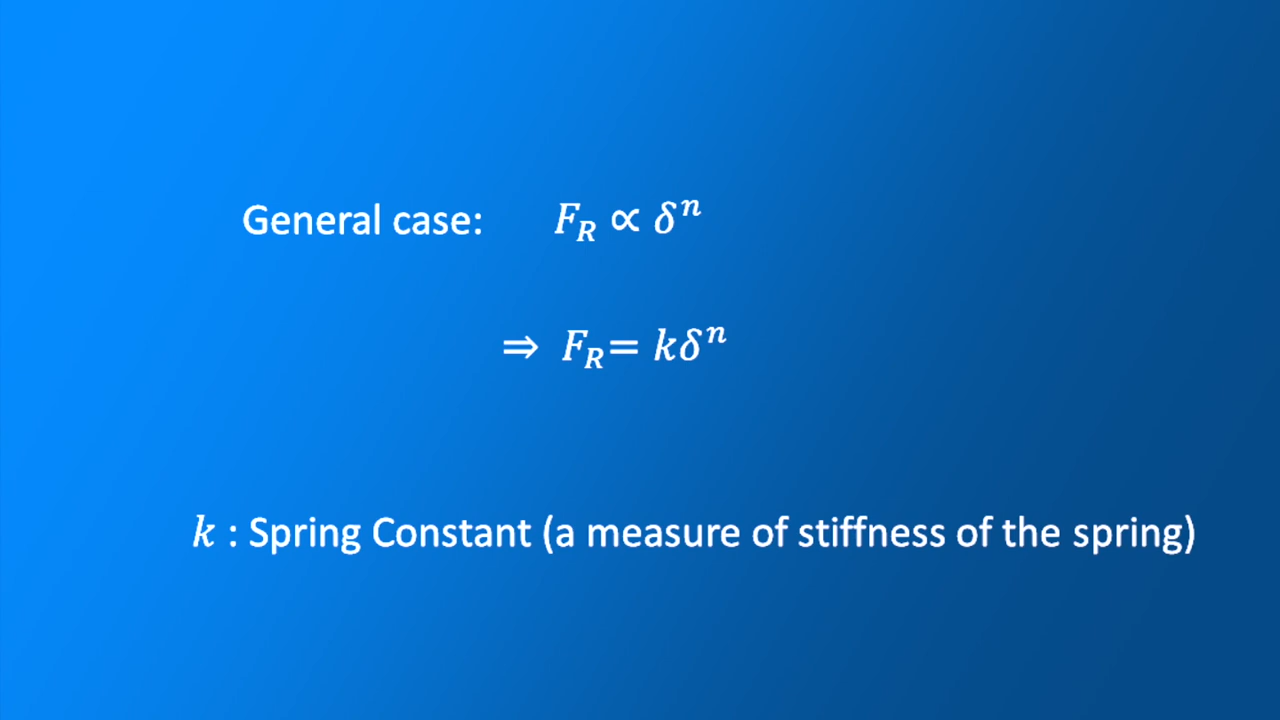 General case: F_R ∝ δ^n
⇒ F_R = kδ^n
k : Spring Constant (a measure of stiffness of the spring)